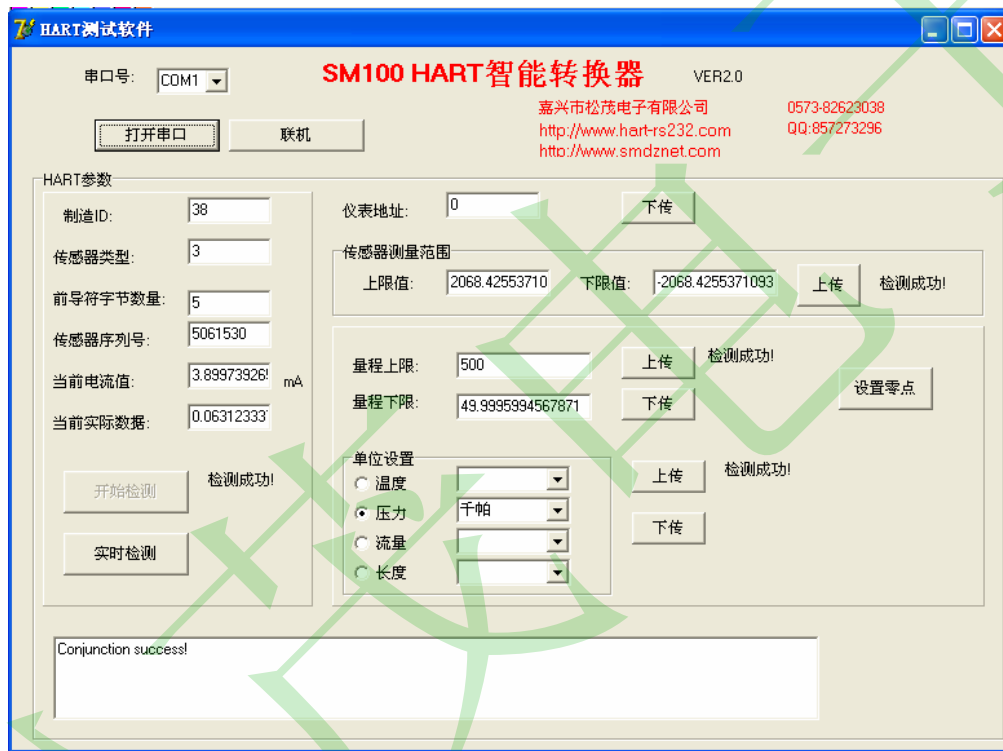 HART测试软件
串口号: COM1
SM100 HART智能转换器 VER2.0
嘉兴市松茂电子有限公司 0573-82623038
http://www.hart-rs232.com QQ:857273296
http://www.smdznet.com
打开串口 联机
HART参数
制造ID: 38
传感器类型: 3
前导符字节数量: 5
传感器序列号: 5061530
当前电流值: 3.89973926 mA
当前实际数据: 0.06312333
开始检测 检测成功!
实时检测
仪表地址: 0 下传
传感器测量范围
上限值: 2068.42553710 下限值: -2068.4255371093 上传 检测成功!
量程上限: 500 上传 检测成功!
量程下限: 49.9995994567871 下传
设置零点
单位设置
温度
压力 千帕
流量
长度
上传 检测成功!
下传
Conjunction success!